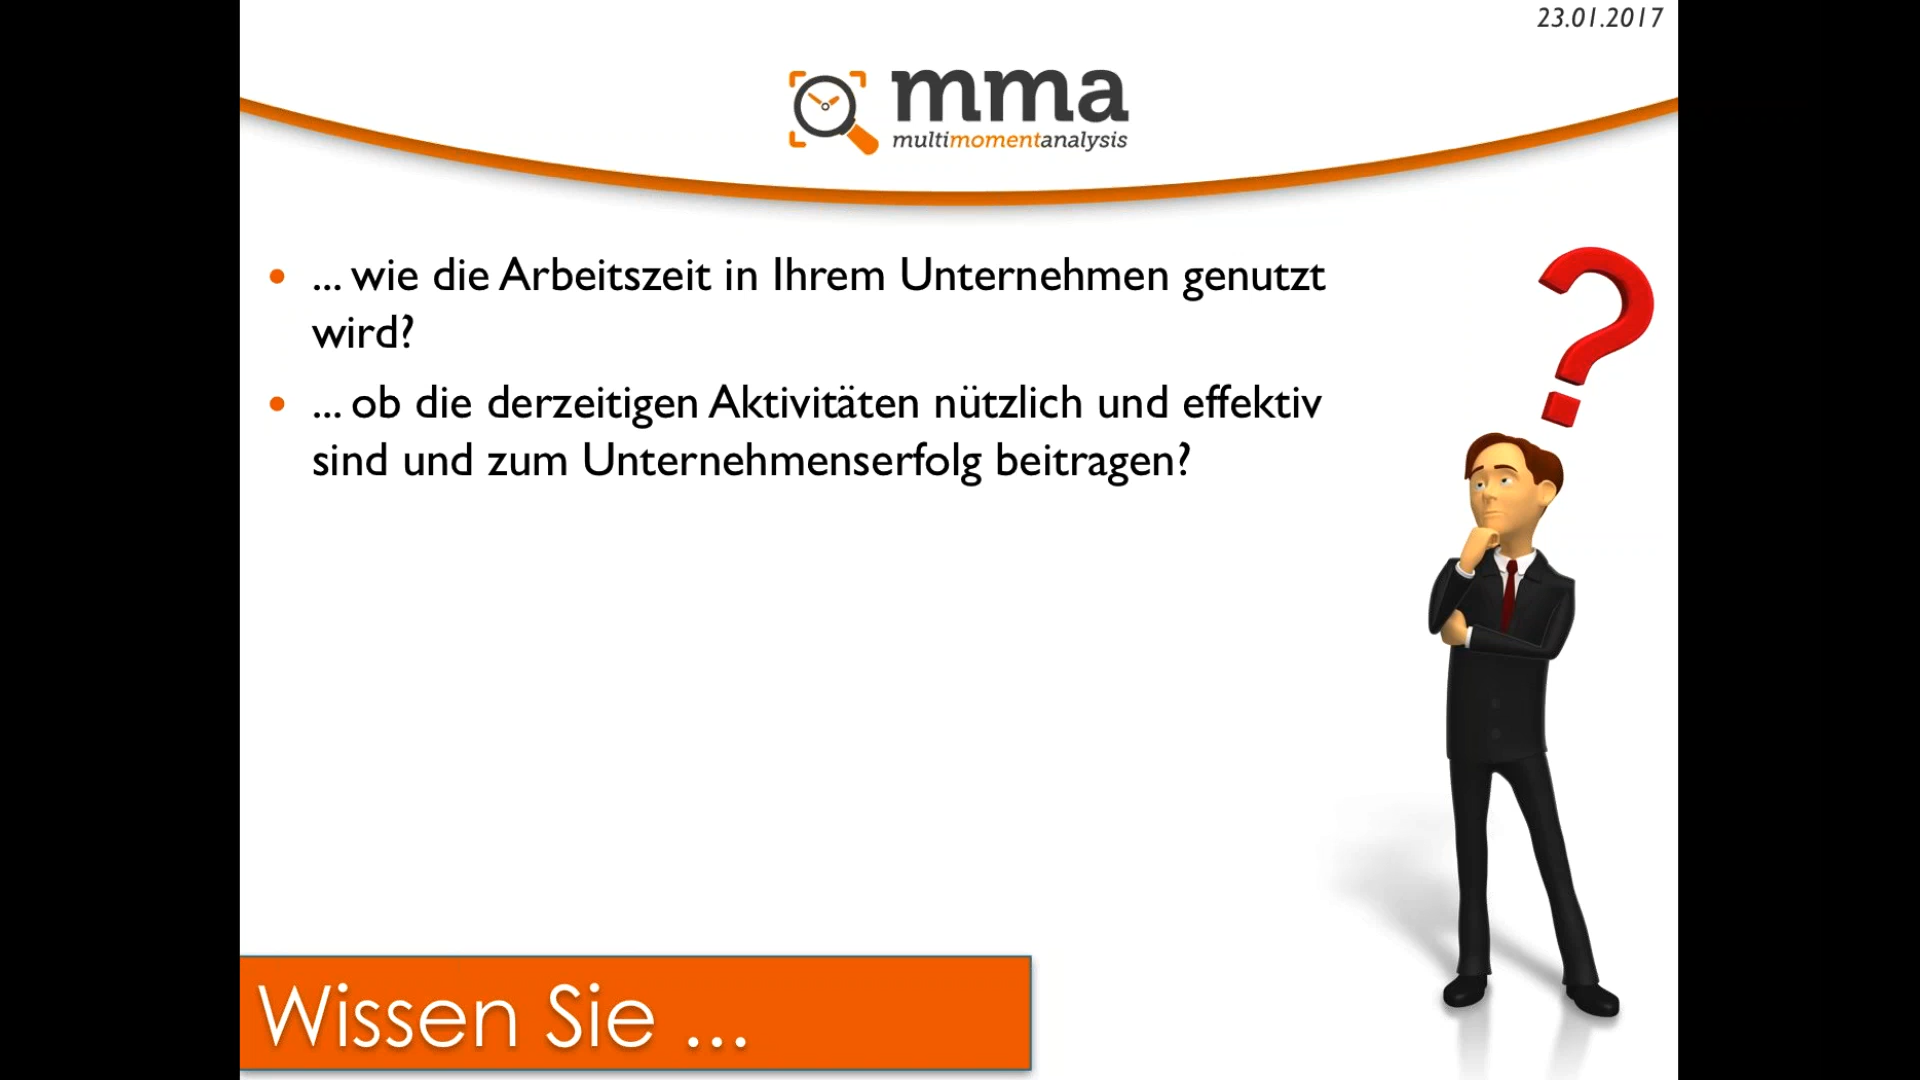 23.01.2017
mma
multimomentanalysis
• ... wie die Arbeitszeit in Ihrem Unternehmen genutzt
wird?
• ... ob die derzeitigen Aktivitäten nützlich und effektiv
sind und zum Unternehmenserfolg beitragen?
?
Wissen Sie ...